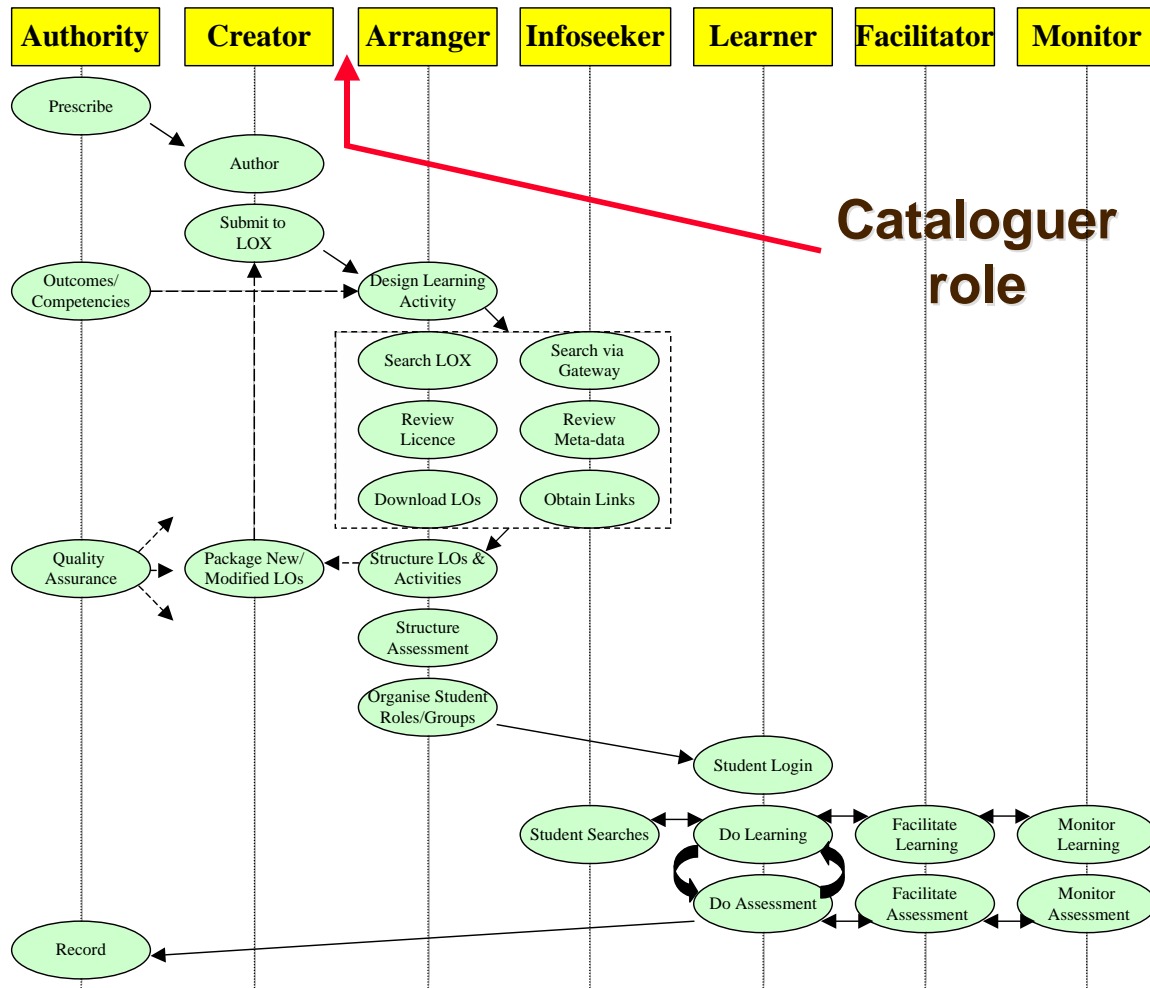 Authority
Creator
Arranger
Infoseeker
Learner
Facilitator
Monitor
Prescribe
Author
Cataloguer
role
Submit to
LOX
Outcomes/
Competencies
Design Learning
Activity
Search LOX
Search via
Gateway
Review
Licence
Review
Meta-data
Download LOs
Obtain Links
Quality
Assurance
Package New/
Modified LOs
Structure LOs &
Activities
Structure
Assessment
Organise Student
Roles/Groups
Student Login
Student Searches
Do Learning
Facilitate
Learning
Monitor
Learning
Do Assessment
Facilitate
Assessment
Monitor
Assessment
Record